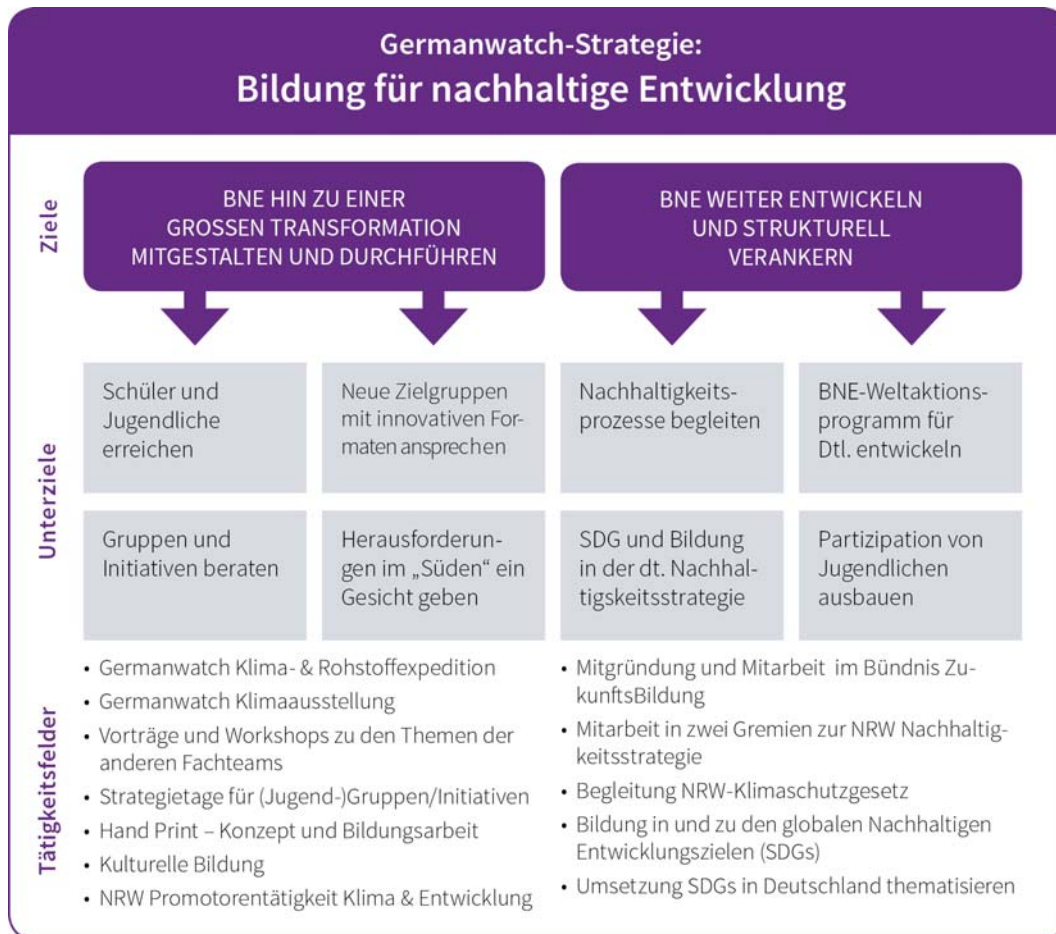 Germanwatch-Strategie:
Bildung für nachhaltige Entwicklung
Ziele
BNE HIN ZU EINER
GROSSEN TRANSFORMATION
MITGESTALTEN UND DURCHFÜHREN
BNE WEITER ENTWICKELN
UND STRUKTURELL
VERANKERN
Unterziele
Schüler und
Jugendliche
erreichen
Neue Zielgruppen
mit innovativen For-
maten ansprechen
Nachhaltigkeits-
prozesse begleiten
BNE-Weltaktions-
programm für
Dtl. entwickeln
Gruppen und
Initiativen beraten
Herausforderun-
gen im „Süden“ ein
Gesicht geben
SDG und Bildung
in der dt. Nachhal-
tigskeitsstrategie
Partizipation von
Jugendlichen
ausbauen
Tätigkeitsfelder
• Germanwatch Klima- & Rohstoffexpedition
• Germanwatch Klimaausstellung
• Vorträge und Workshops zu den Themen der
anderen Fachteams
• Strategietage für (Jugend-)Gruppen/Initiativen
• Hand Print – Konzept und Bildungsarbeit
• Kulturelle Bildung
• NRW Promotorentätigkeit Klima & Entwicklung
• Mitgründung und Mitarbeit im Bündnis Zu-
kunftsBildung
• Mitarbeit in zwei Gremien zur NRW Nachhaltig-
keitsstrategie
• Begleitung NRW-Klimaschutzgesetz
• Bildung in und zu den globalen Nachhaltigen
Entwicklungszielen (SDGs)
• Umsetzung SDGs in Deutschland thematisieren